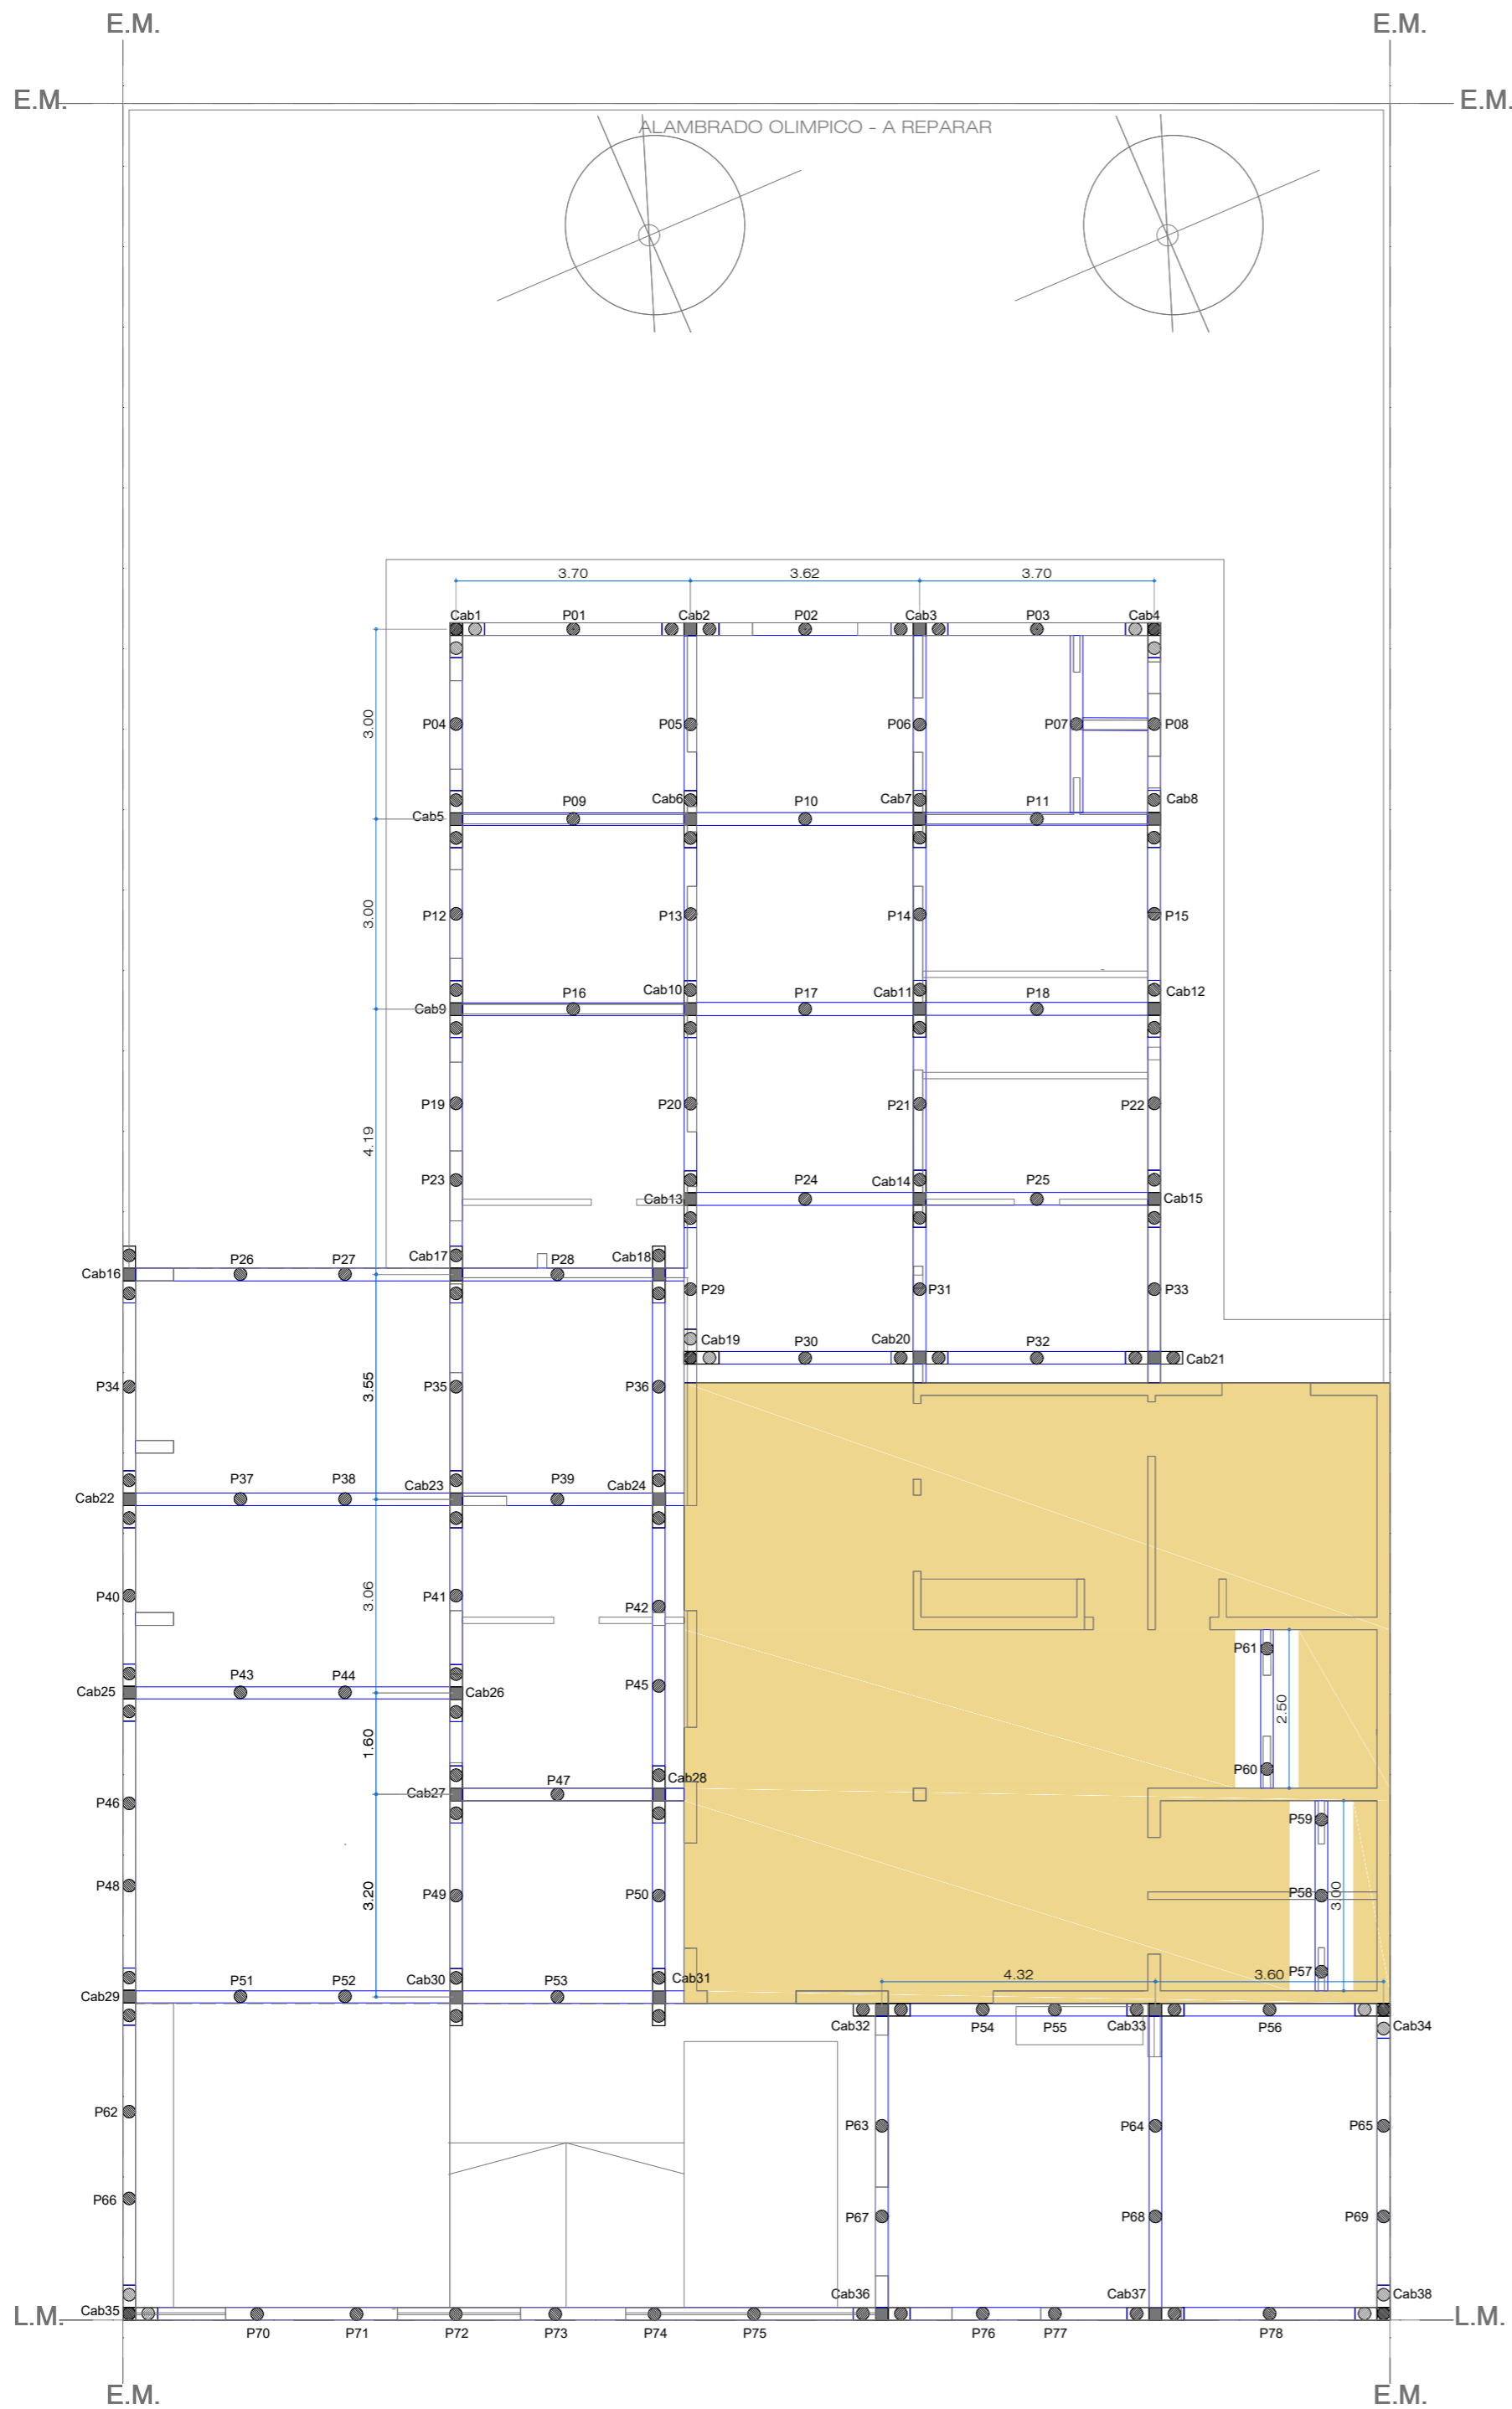 E.M. E.M.
E.M. E.M.
ALAMBRADO OLIMPICO - A REPARAR
3.70 3.62 3.70
Cab1 P01 Cab2 P02 Cab3 P03 Cab4
3.00
P04 P05 P06 P07 P08
Cab5 P09 Cab6 P10 Cab7 P11 Cab8
3.00
P12 P13 P14 P15
Cab9 P16 Cab10 P17 Cab11 P18 Cab12
P19 P20 P21 P22
4.19
P23 Cab13 P24 Cab14 P25 Cab15
Cab16 P26 P27 Cab17 P28 Cab18
P29 P31 P33
Cab19 P30 Cab20 P32 Cab21
P34 3.55 P35 P36
Cab22 P37 P38 Cab23 P39 Cab24
P40 3.06 P41 P42
P61
Cab25 P43 P44 Cab26 P45
2.50
1.60
P60
P46 Cab27 P47 Cab28
P59
P48 3.20 P49 P50 P58 3.00
P57
4.32 3.60
Cab29 P51 P52 Cab30 P53 Cab31
Cab32 P54 P55 Cab33 P56 Cab34
P62 P63 P64 P65
P66 P67 P68 P69
Cab36 Cab37 Cab38
L.M. Cab35 L.M.
P70 P71 P72 P73 P74 P75 P76 P77 P78
E.M. E.M.